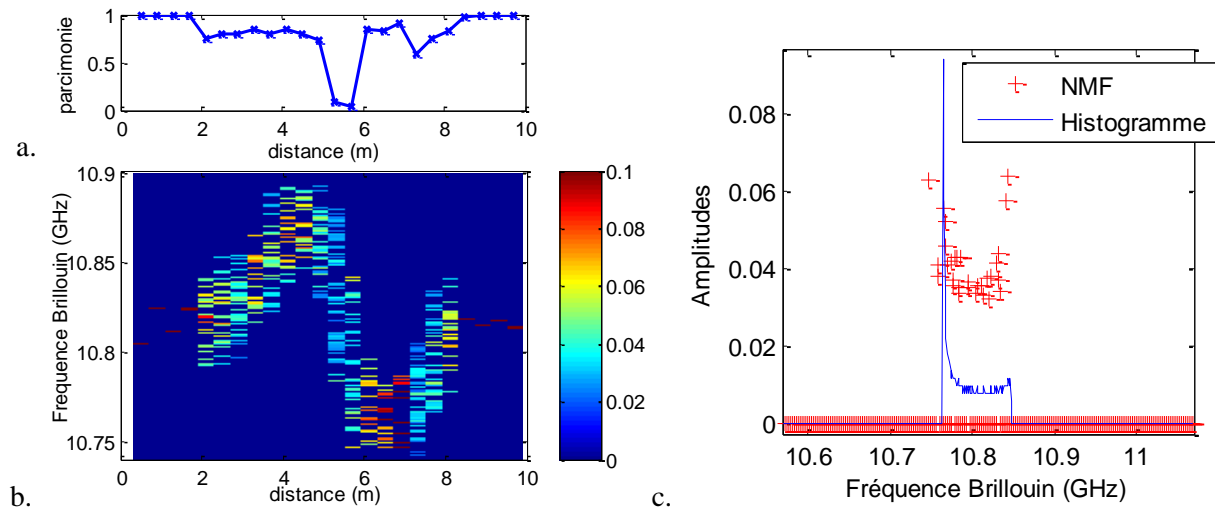 1
0.5
0
parcimonie
0 2 4 6 8 10
distance (m)
a.
10.9
10.85
10.8
10.75
Frequence Brillouin (GHz)
0 2 4 6 8 10
distance (m)
b.
0.1
0.08
0.06
0.04
0.02
0
NMF
Histogramme
0.08
0.06
0.04
0.02
0
Amplitudes
10.6 10.7 10.8 10.9 11
Fréquence Brillouin (GHz)
c.